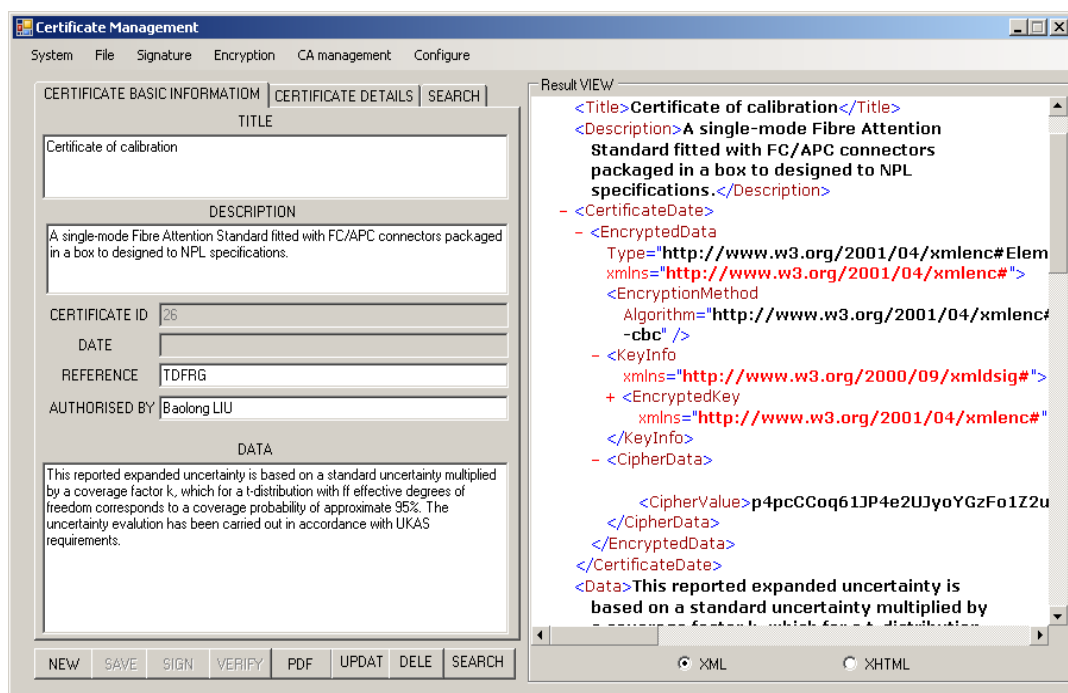 Certificate Management
System File Signature Encryption CA management Configure
CERTIFICATE BASIC INFORMATIOM CERTIFICATE DETAILS SEARCH
TITLE
Certificate of calibration
DESCRIPTION
A single-mode Fibre Attention Standard fitted with FC/APC connectors packaged
in a box to designed to NPL specifications.
CERTIFICATE ID 26
DATE
REFERENCE TDFRG
AUTHORISED BY Baolong LIU
DATA
This reported expanded uncertainty is based on a standard uncertainty multiplied
by a coverage factor k, which for a t-distribution with ff effective degrees of
freedom corresponds to a coverage probability of approximate 95%. The
uncertainty evalution has been carried out in accordance with UKAS
requirements.
NEW SAVE SIGN VERIFY PDF UPDAT DELE SEARCH
Result VIEW
<Title>Certificate of calibration</Title>
<Description>A single-mode Fibre Attention
Standard fitted with FC/APC connectors
packaged in a box to designed to NPL
specifications.</Description>
- <CertificateDate>
- <EncryptedData
Type="http://www.w3.org/2001/04/xmlenc#Elem
xmlns="http://www.w3.org/2001/04/xmlenc#">
<EncryptionMethod
Algorithm="http://www.w3.org/2001/04/xmlenc#
-cbc" />
- <KeyInfo
xmlns="http://www.w3.org/2000/09/xmldsig#">
+ <EncryptedKey
xmlns="http://www.w3.org/2001/04/xmlenc#"
</KeyInfo>
- <CipherData>
<CipherValue>p4pcCCoq61JP4e2UJyoYGzFo1Z2u
</CipherData>
</EncryptedData>
</CertificateDate>
<Data>This reported expanded uncertainty is
based on a standard uncertainty multiplied by
a coverage factor k, which for a t-distribution
XML XHTML